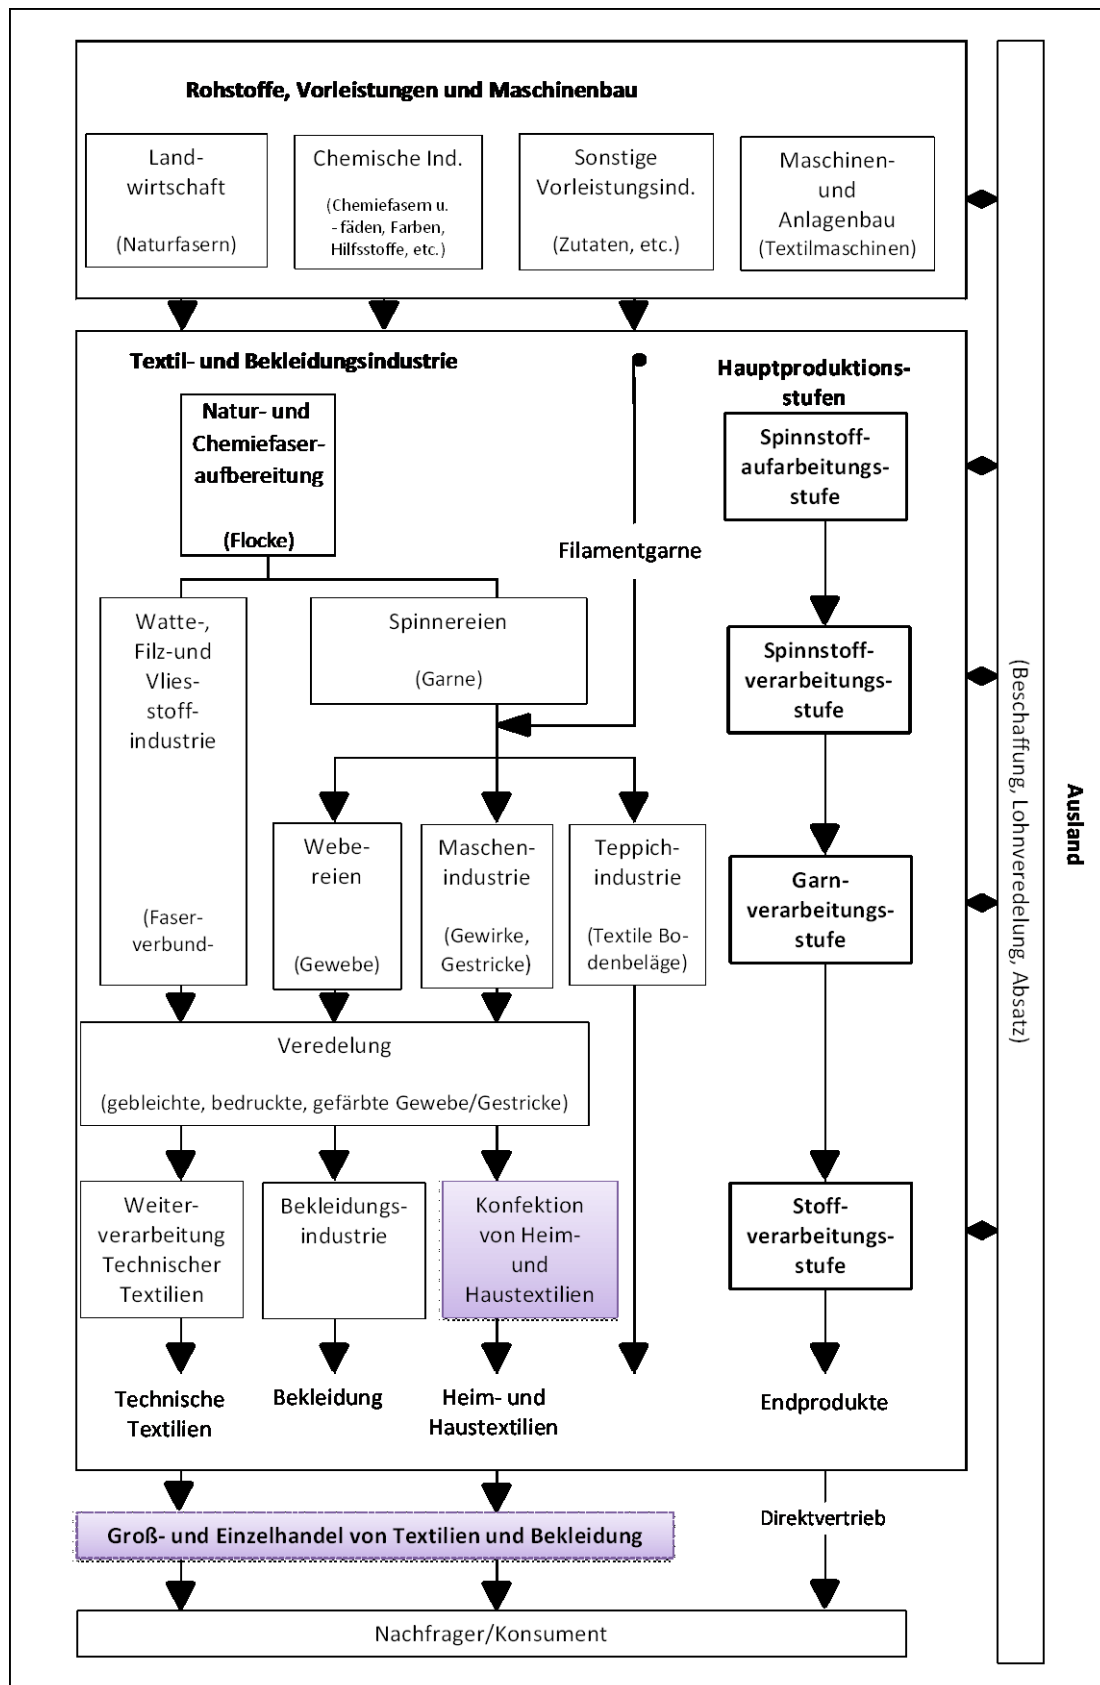 Rohstoffe, Vorleistungen und Maschinenbau
Land-
wirtschaft
(Naturfasern)
Chemische Ind.
(Chemiefasern u.
- fäden, Farben,
Hilfsstoffe, etc.)
Sonstige
Vorleistungsind.
(Zutaten, etc.)
Maschinen-
und
Anlagenbau
(Textilmaschinen)
Textil- und Bekleidungsindustrie
Hauptproduktions-
stufen
Natur- und
Chemiefaser-
aufbereitung
(Flocke)
Spinnstoff-
aufarbeitungs-
stufe
Filamentgarne
Watte-,
Filz-und
Vlies-
stoff-
industrie
(Faser-
verbund-
Spinnereien
(Garne)
Spinnstoff-
verarbeitungs-
stufe
Webe-
reien
(Gewebe)
Maschen-
industrie
(Gewirke,
Gestricke)
Teppich-
industrie
(Textile Bo-
denbeläge)
Garn-
verarbeitungs-
stufe
Veredelung
(gebleichte, bedruckte, gefärbte Gewebe/Gestricke)
Weiter-
verarbeitung
Technischer
Textilien
Bekleidungs-
industrie
Konfektion
von Heim-
und
Haustextilien
Stoff-
verarbeitungs-
stufe
Technische
Textilien
Bekleidung
Heim- und
Haustextilien
Endprodukte
Groß- und Einzelhandel von Textilien und Bekleidung
Direktvertrieb
Nachfrager/Konsument
(Beschaffung, Lohnveredelung, Absatz)
Ausland